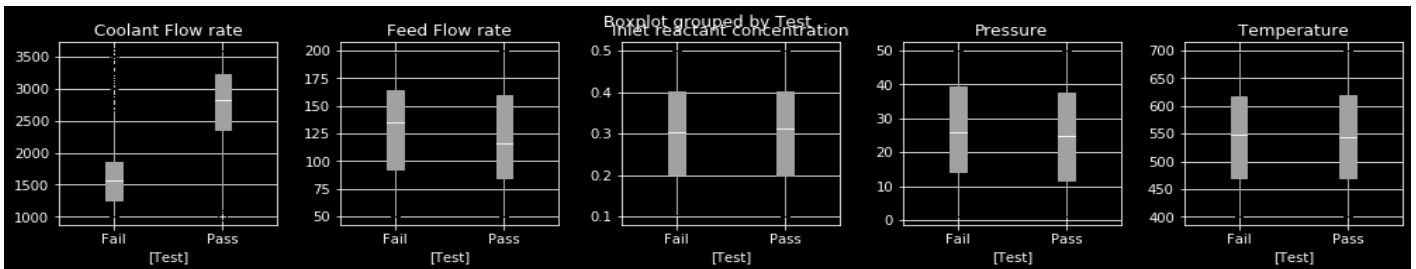 Boxplot grouped by Test
Coolant Flow rate
3500
3000
2500
2000
1500
1000
Fail Pass
[Test]
Feed Flow rate
200
175
150
125
100
75
50
Fail Pass
[Test]
Inlet reactant concentration
0.5
0.4
0.3
0.2
0.1
Fail Pass
[Test]
Pressure
50
40
30
20
10
0
Fail Pass
[Test]
Temperature
700
650
600
550
500
450
400
Fail Pass
[Test]